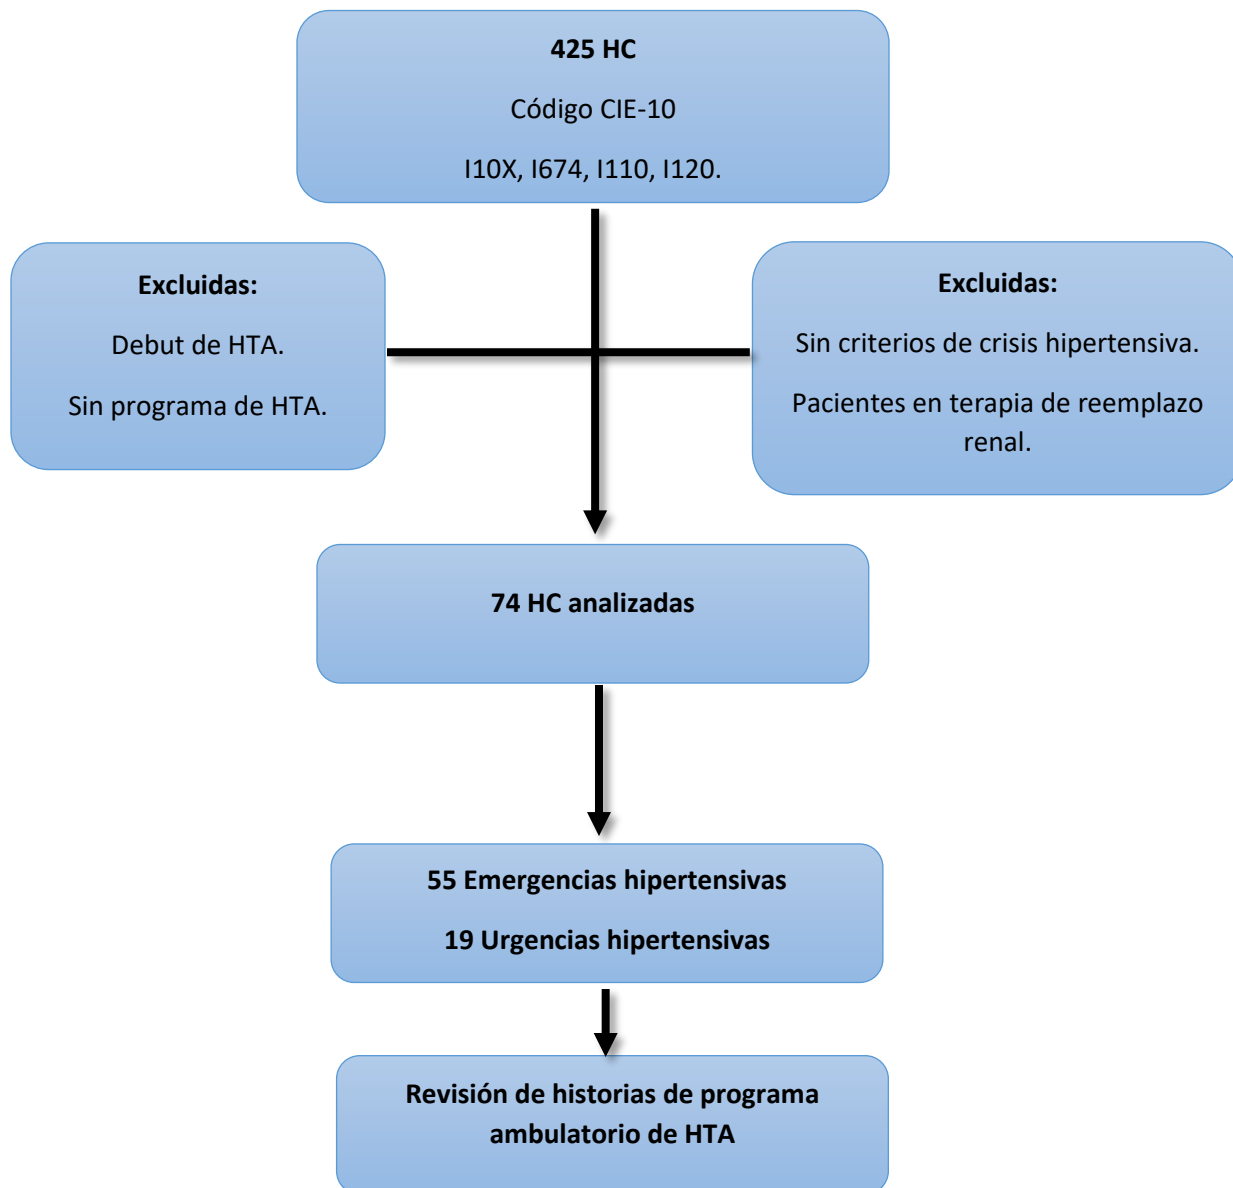 425 HC
Código CIE-10
I10X, I674, I110, I120.
Excluidas:
Debut de HTA.
Sin programa de HTA.
Excluidas:
Sin criterios de crisis hipertensiva.
Pacientes en terapia de reemplazo
renal.
74 HC analizadas
55 Emergencias hipertensivas
19 Urgencias hipertensivas
Revisión de historias de programa
ambulatorio de HTA